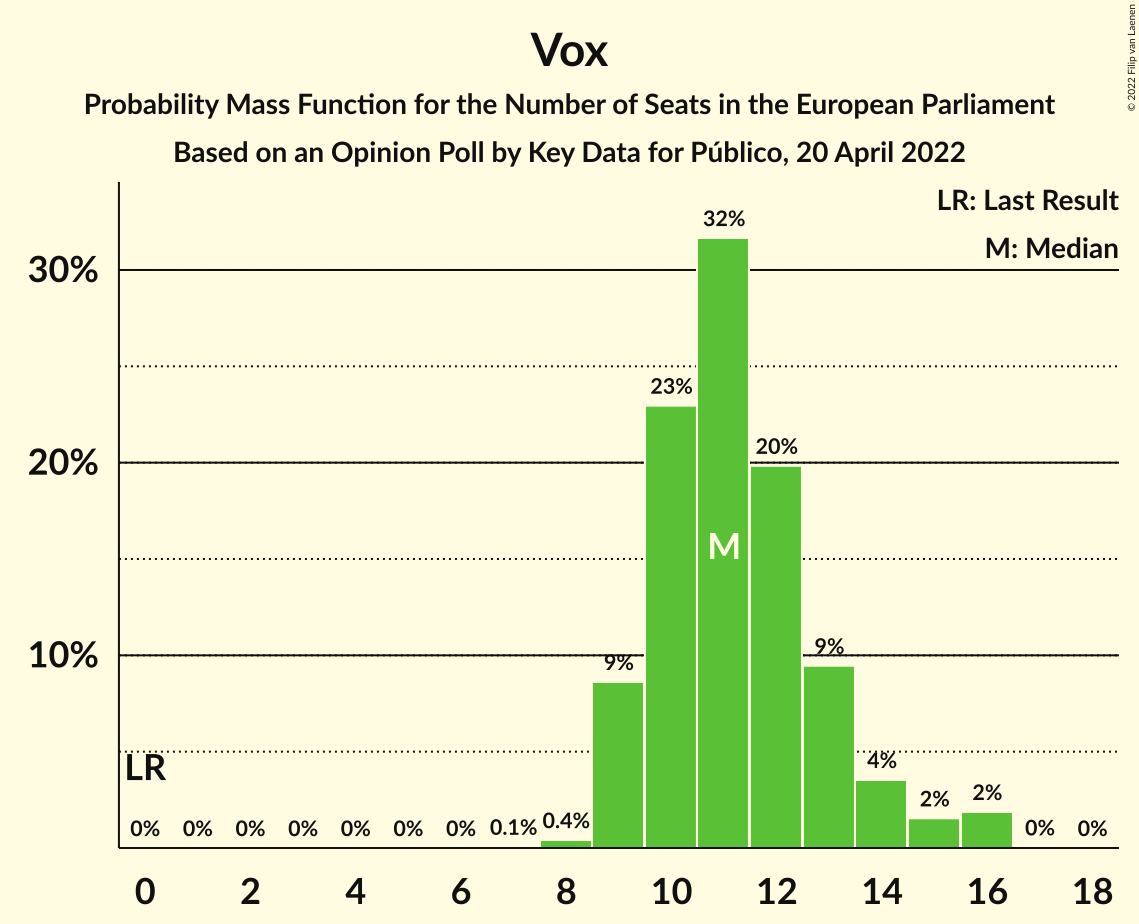 Vox
Probability Mass Function for the Number of Seats in the European Parliament
Based on an Opinion Poll by Key Data for Público, 20 April 2022
© 2022 Filip van Laenen
LR: Last Result
M: Median
32%
30%
23%
20%
20%
M
10%
9%
9%
LR
4%
2%
2%
0% 0% 0% 0% 0% 0% 0% 0.1% 0.4% 0% 0%
0 2 4 6 8 10 12 14 16 18